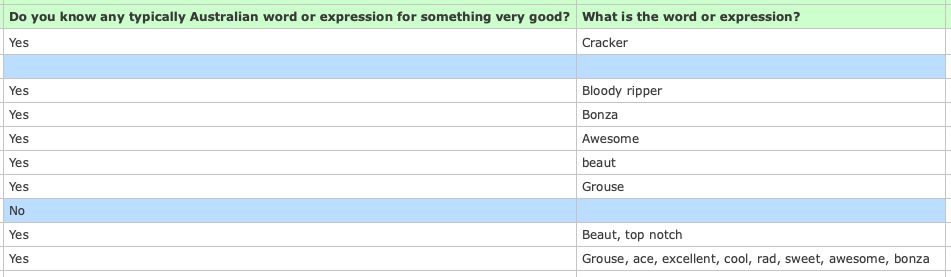 Do you know any typically Australian word or expression for something very good? What is the word or expression?
Yes Cracker
Yes Bloody ripper
Yes Bonza
Yes Awesome
Yes beaut
Yes Grouse
No
Yes Beaut, top notch
Yes Grouse, ace, excellent, cool, rad, sweet, awesome, bonza